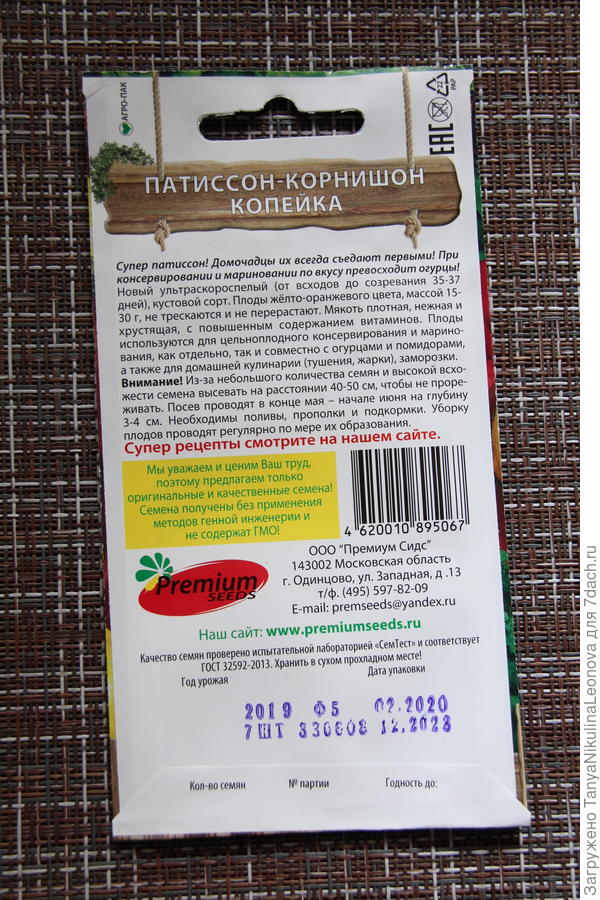 АГРО-ПАК
EAC
22
PAP
ПАТИССОН-КОРНИШОН
КОПЕЙКА
Супер патиссон! Домочадцы их всегда съедают первыми! При
консервировании и мариновании по вкусу превосходит огурцы!
Новый ультраскороспелый (от всходов до созревания 35-37
дней), кустовой сорт. Плоды жёлто-оранжевого цвета, массой 15-
30 г, не трескаются и не перерастают. Мякоть плотная, нежная и
хрустящая, с повышенным содержанием витаминов. Плоды
используются для цельноплодного консервирования и марино-
вания, как отдельно, так и совместно с огурцами и помидорами,
а также для домашней кулинарии (тушения, жарки), заморозки.
Внимание! Из-за небольшого количества семян и высокой всхо-
жести семена высевать на расстоянии 40-50 см, чтобы не проре-
живать. Посев проводят в конце мая – начале июня на глубину
3-4 см. Необходимы поливы, прополки и подкормки. Уборку
плодов проводят регулярно по мере их образования.
Супер рецепты смотрите на нашем сайте.
Мы уважаем и ценим Ваш труд,
поэтому предлагаем только
оригинальные и качественные семена!
Семена получены без применения
методов генной инженерии и
не содержат ГМО!
4 620010 895067
Premium
SEEDS
ООО "Премиум Сидс"
143002 Московская область
г. Одинцово, ул. Западная, д .13
т/ф. (495) 597-82-09
E-mail: premseeds@yandex.ru
Наш сайт: www.premiumseeds.ru
Качество семян проверено испытательной лабораторией «СемТест» и соответствует
ГОСТ 32592-2013. Хранить в сухом прохладном месте!
Год урожая Дата упаковки
2019 Ф5 02.2020
7 ШТ 330608 12.2023
Кол-во семян № партии Годность до:
Загружено TanyaNikulinaLeonova для 7dach.ru